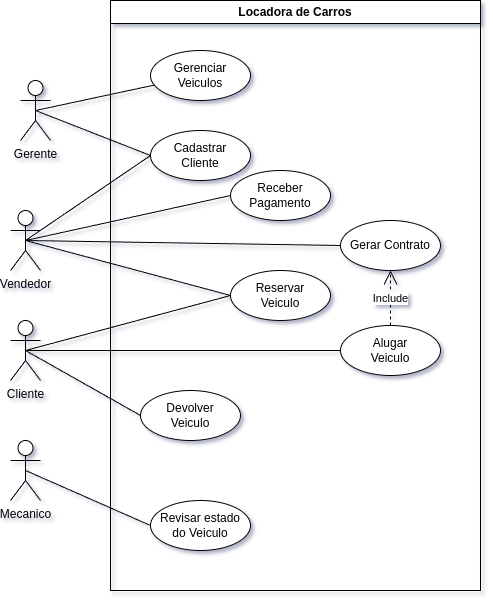 Locadora de Carros
Gerenciar
Veiculos
Gerente
Cadastrar
Cliente
Receber
Pagamento
Gerar Contrato
Vendedor
Reservar
Veiculo
Include
Alugar
Veiculo
Cliente
Devolver
Veiculo
Mecanico
Revisar estado
do Veiculo